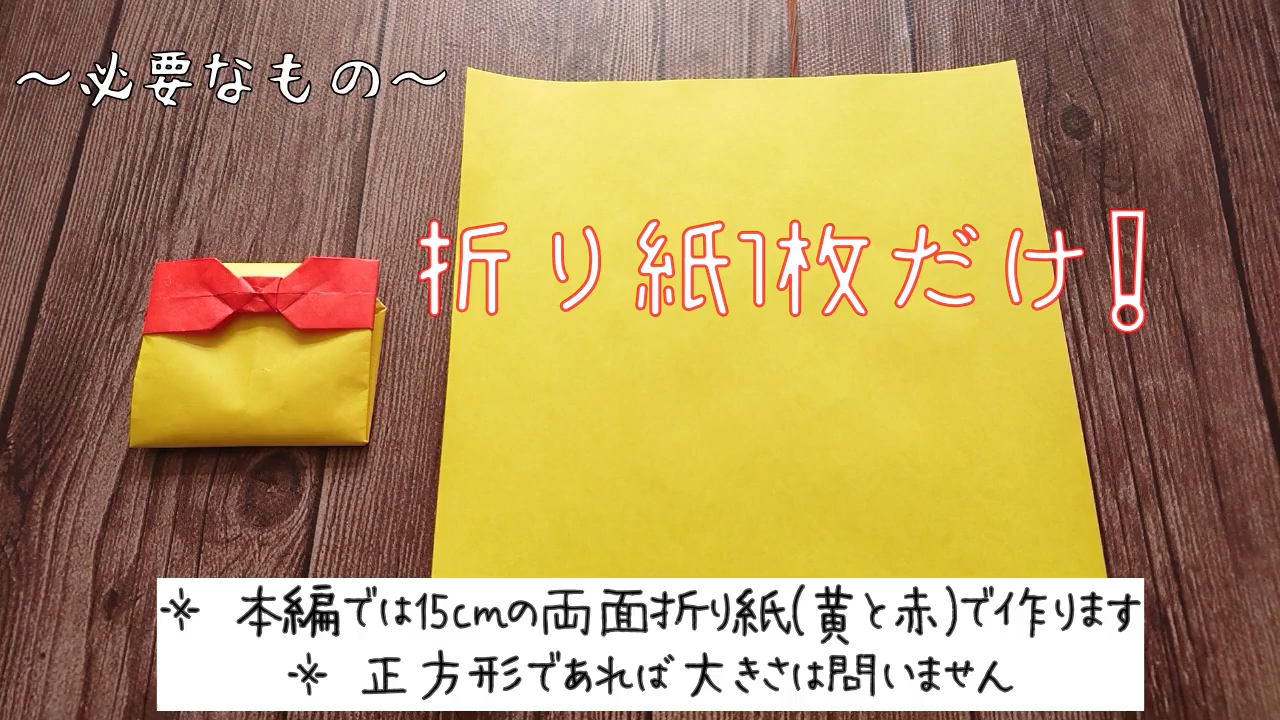 ～必要なもの～
折り紙1枚だけ!
※ 本編では15cmの両面折り紙(黄と赤)で作ります
※ 正方形であれば大きさは問いません